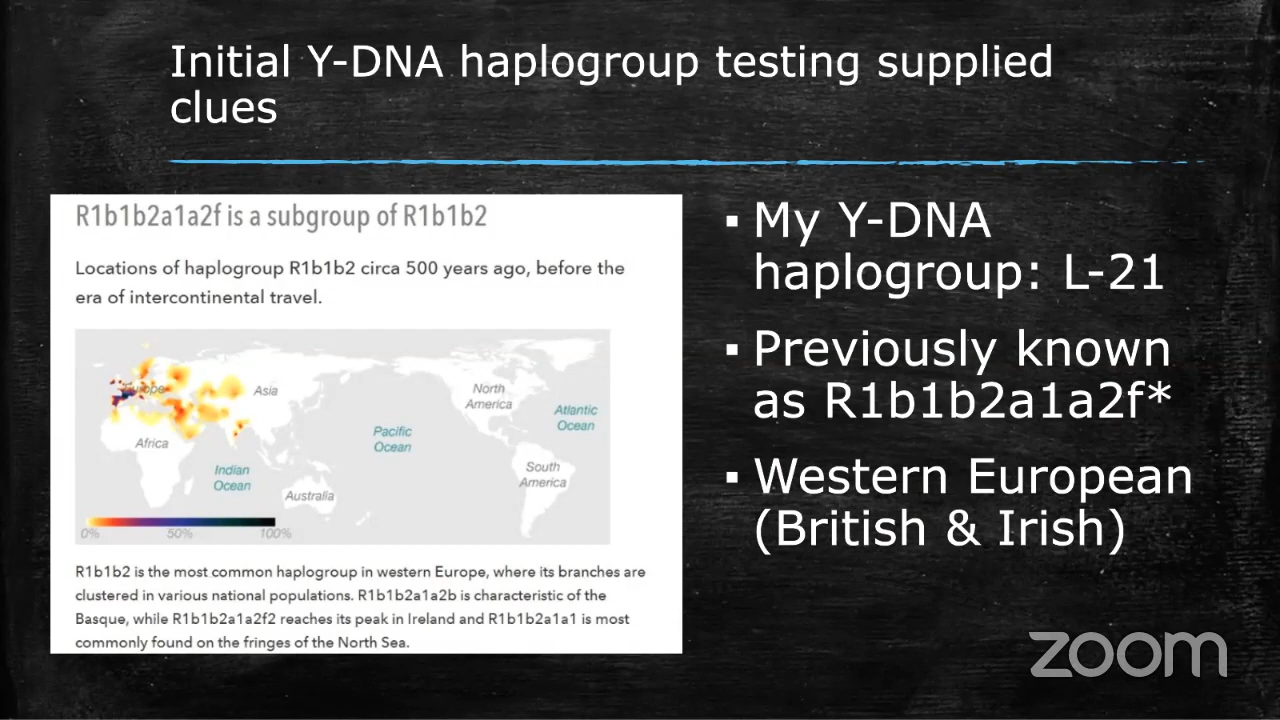 Initial Y-DNA haplogroup testing supplied
clues
R1b1b2a1a2f is a subgroup of R1b1b2
Locations of haplogroup R1b1b2 circa 500 years ago, before the
era of intercontinental travel.
Europe
Asia
North
America
Atlantic
Ocean
Africa
Pacific
Ocean
Indian
Ocean
South
America
Australia
0% 50% 100%
R1b1b2 is the most common haplogroup in western Europe, where its branches are
clustered in various national populations. R1b1b2a1a2b is characteristic of the
Basque, while R1b1b2a1a2f2 reaches its peak in Ireland and R1b1b2a1a1 is most
commonly found on the fringes of the North Sea.
▪ My Y-DNA
haplogroup: L-21
▪ Previously known
as R1b1b2a1a2f*
▪ Western European
(British & Irish)
zoom